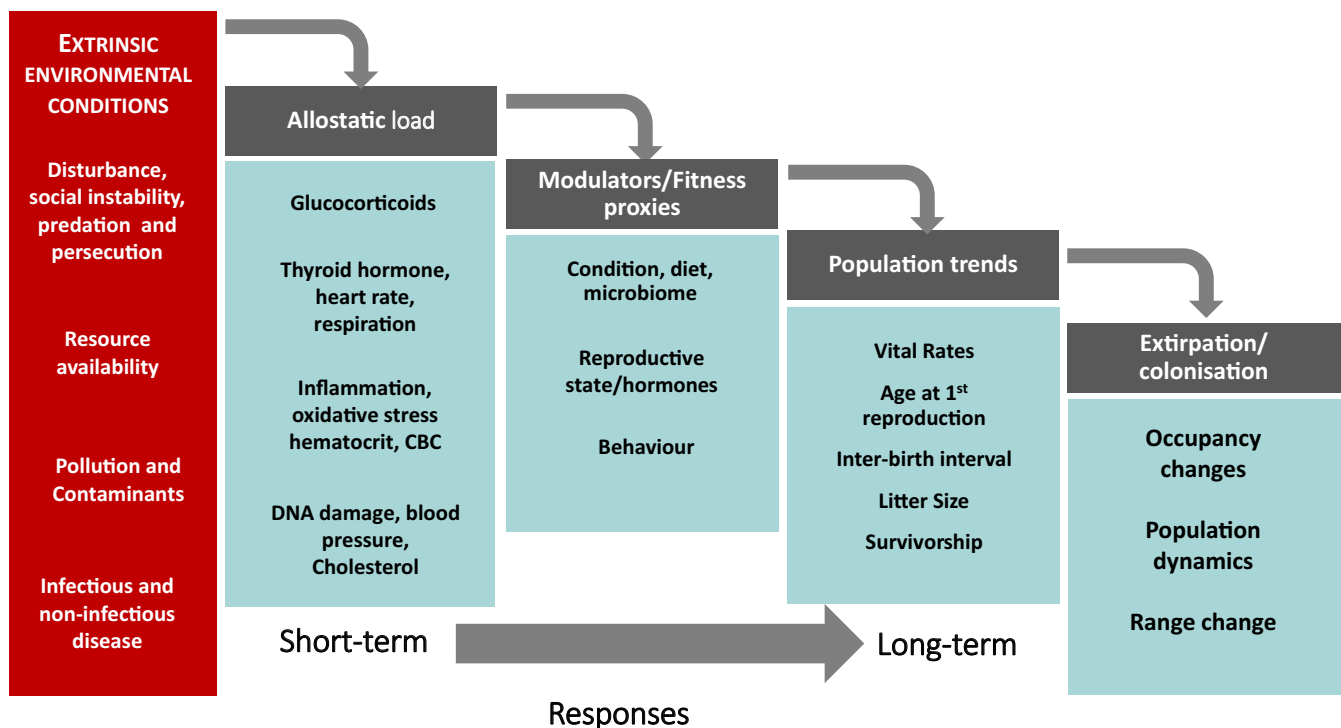 EXTRINSIC
ENVIRONMENTAL
CONDITIONS
Disturbance,
social instability,
predation and
persecution
Resource
availability
Pollution and
Contaminants
Infectious and
non-infectious
disease
Allostatic load
Glucocorticoids
Thyroid hormone,
heart rate,
respiration
Inflammation,
oxidative stress
hematocrit, CBC
DNA damage, blood
pressure,
Cholesterol
Modulators/Fitness
proxies
Condition, diet,
microbiome
Reproductive
state/hormones
Behaviour
Population trends
Vital Rates
Age at 1st
reproduction
Inter-birth interval
Litter Size
Survivorship
Extirpation/
colonisation
Occupancy
changes
Population
dynamics
Range change
Short-term
Long-term
Responses